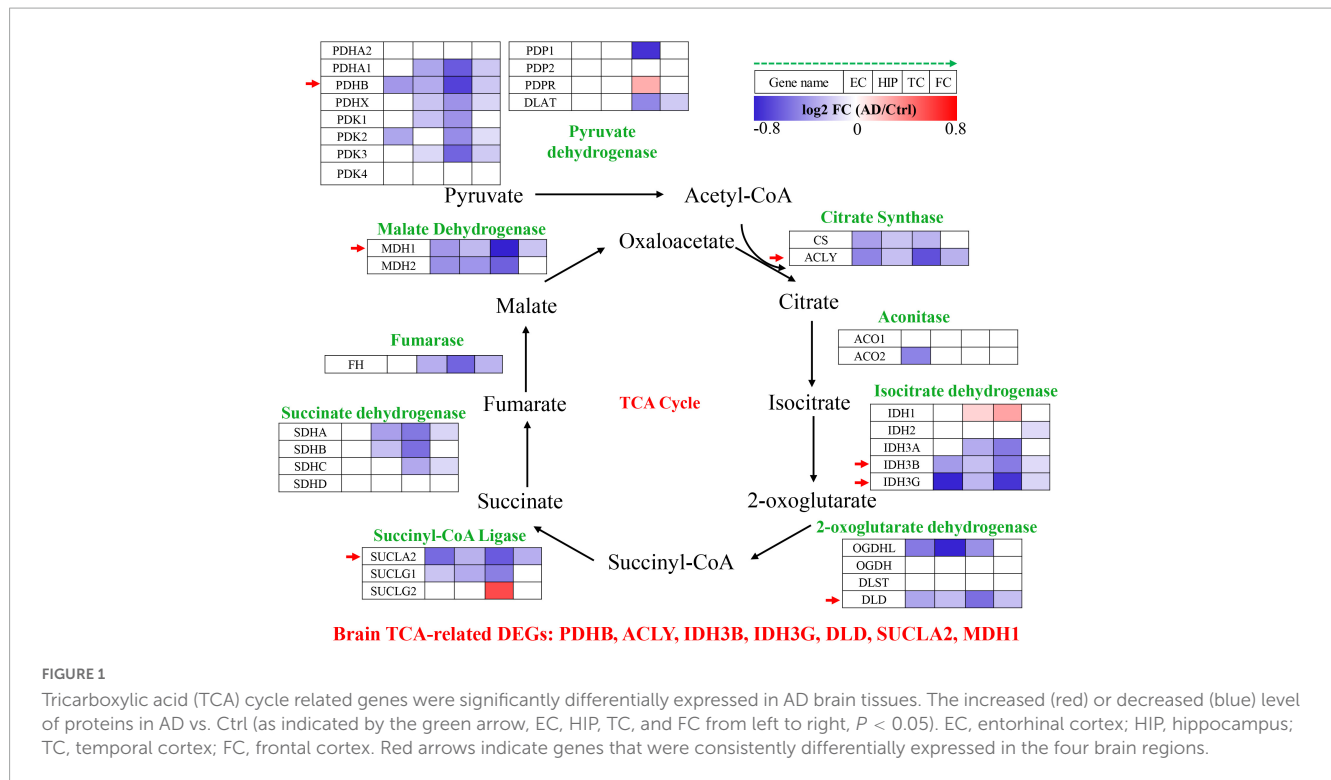 PDHA2
PDHA1
PDHB
PDHX
PDK1
PDK2
PDK3
PDK4
PDP1
PDP2
PDPR
DLAT
Pyruvate
dehydrogenase
Gene name EC HIP TC FC
log2 FC (AD/Ctrl)
-0.8 0 0.8
Pyruvate
Acetyl-CoA
Malate Dehydrogenase
MDH1
MDH2
Oxaloacetate
Citrate Synthase
CS
ACLY
Malate
Citrate
Fumarase
FH
Aconitase
ACO1
ACO2
Fumarate
TCA Cycle
Isocitrate
Isocitrate dehydrogenase
IDH1
IDH2
IDH3A
IDH3B
IDH3G
Succinate dehydrogenase
SDHA
SDHB
SDHC
SDHD
Succinate
2-oxoglutarate
Succinyl-CoA Ligase
SUCLA2
SUCLG1
SUCLG2
Succinyl-CoA
2-oxoglutarate dehydrogenase
OGDHL
OGDH
DLST
DLD
Brain TCA-related DEGs: PDHB, ACLY, IDH3B, IDH3G, DLD, SUCLA2, MDH1
FIGURE 1
Tricarboxylic acid (TCA) cycle related genes were significantly differentially expressed in AD brain tissues. The increased (red) or decreased (blue) level
of proteins in AD vs. Ctrl (as indicated by the green arrow, EC, HIP, TC, and FC from left to right, P < 0.05). EC, entorhinal cortex; HIP, hippocampus;
TC, temporal cortex; FC, frontal cortex. Red arrows indicate genes that were consistently differentially expressed in the four brain regions.